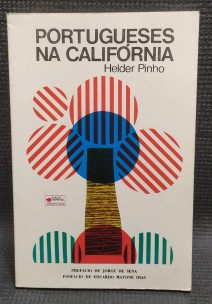 PORTUGUESES
NA CALIFÓRNIA
Helder Pinho
PREFÁCIO DE JORGE DE SENA
POSFÁCIO DE EDUARDO MAYONE DIAS